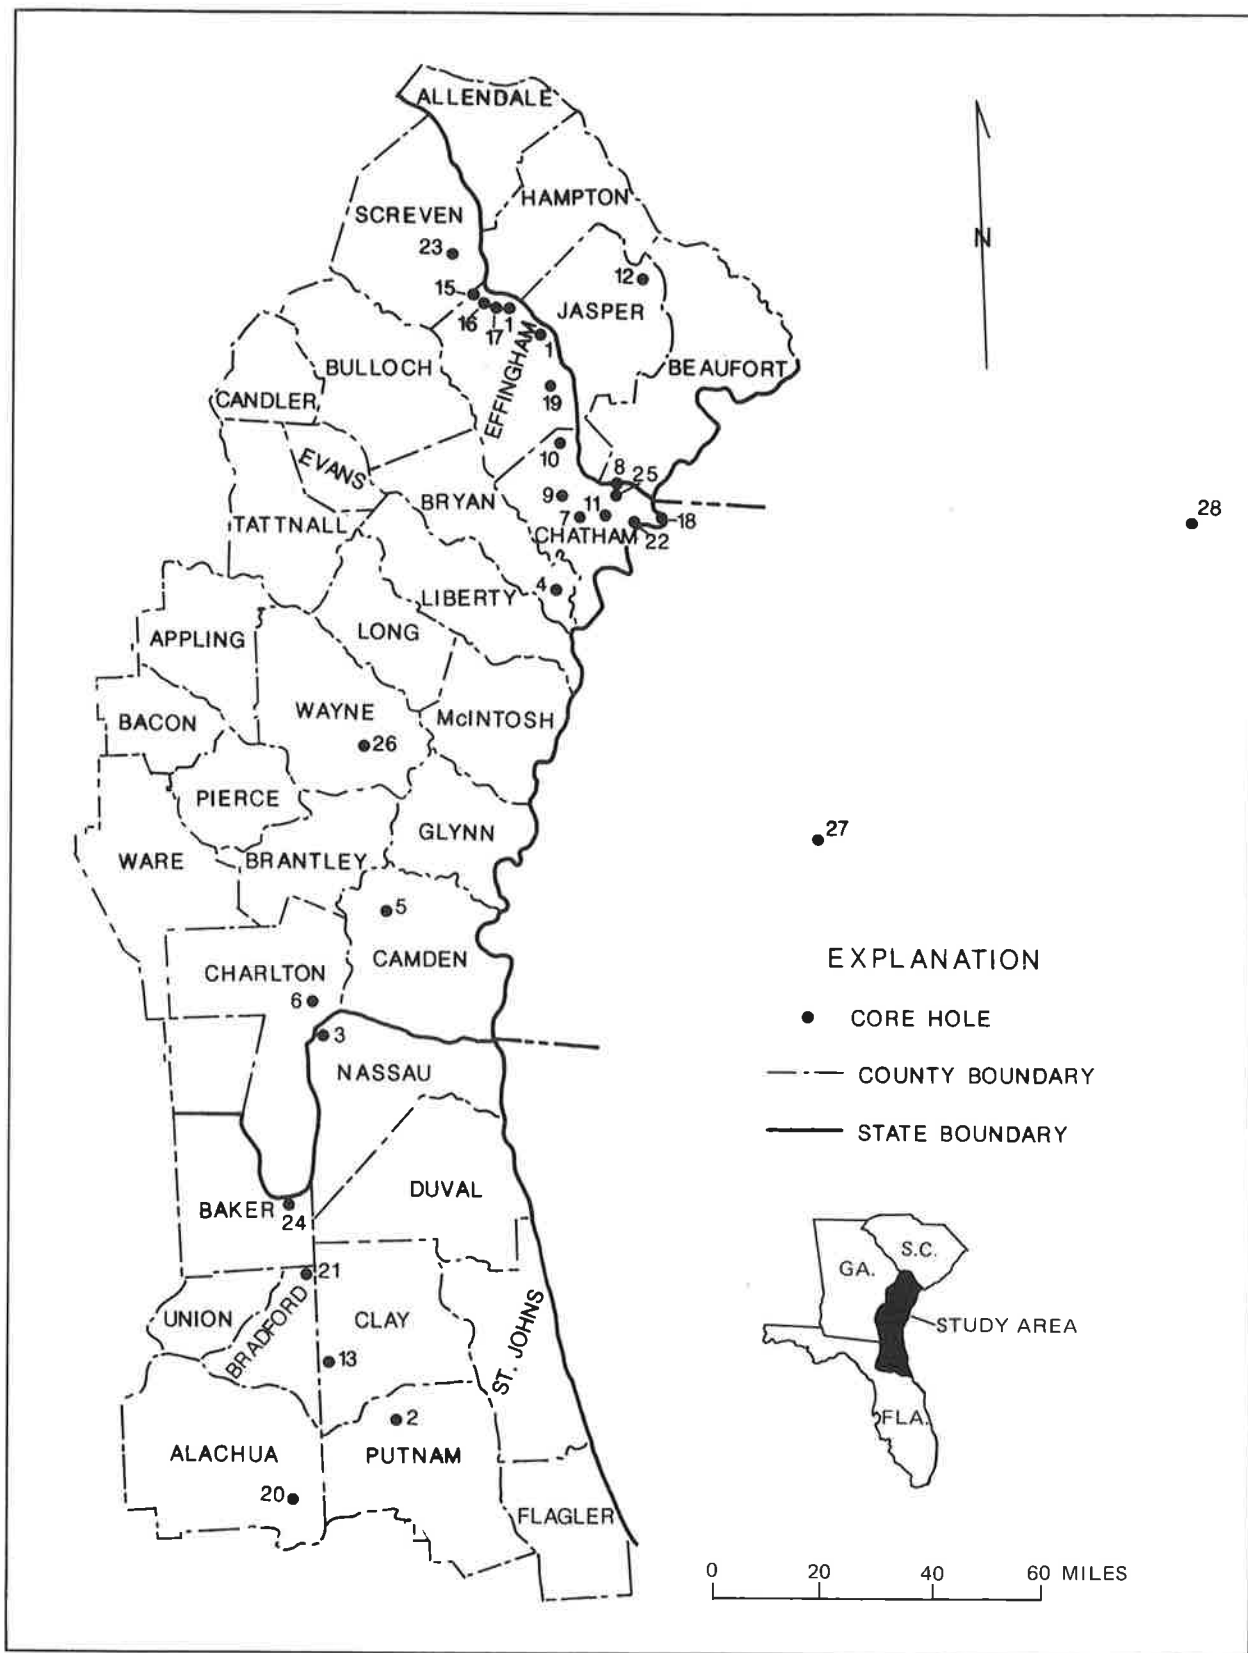 ALLENDALE
HAMPTON
SCREVEN
23
12
15
JASPER
16
17
1
1
BULLOCH
EFFINGHAM
BEAUFORT
19
CANDLER
EVANS
10
8
25
BRYAN
9
11
7
18
28
TATTNALL
CHATHAM
22
4
LIBERTY
LONG
APPLING
WAYNE
McINTOSH
BACON
26
PIERCE
GLYNN
27
WARE
BRANTLEY
5
CAMDEN
CHARLTON
6
3
NASSAU
N
EXPLANATION
CORE HOLE
COUNTY BOUNDARY
STATE BOUNDARY
DUVAL
BAKER
24
21
UNION
BRADFORD
CLAY
ST. JOHNS
13
2
ALACHUA
PUTNAM
20
FLAGLER
S.C.
GA.
STUDY AREA
FLA.
0 20 40 60 MILES